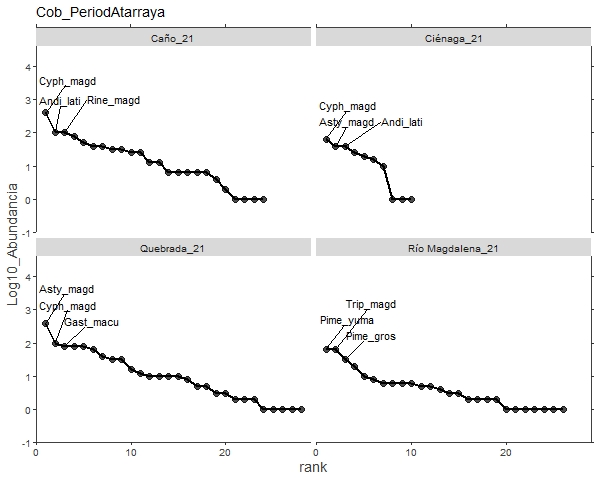 Cob_PeriodAtarraya
Caño_21
Ciénaga_21
4
3
2
1
0
-1
Cyph_magd
Andi_lati
Rine_magd
Cyph_magd
Asty_magd
Andi_lati
Log10_Abundancia
Quebrada_21
Río Magdalena_21
4
3
2
1
0
-1
Asty_magd
Cyph_magd
Gast_macu
Trip_magd
Pime_yuma
Pime_gros
0
10
20
0
10
20
rank